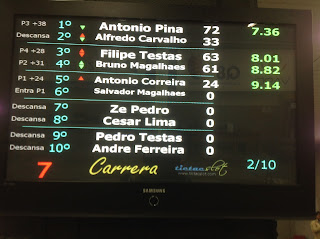 P3 +38 1º Antonio Pina 72 7.36
Descansa 2º Alfredo Carvalho 33
P4 +28 3º Filipe Testas 63 8.01
P2 +31 4º Bruno Magalhaes 61 8.82
P1 +24 5º Antonio Correira 24 9.14
Entra P1 6º Salvador Magalhaes 0
Descansa 7º Ze Pedro 0
Descansa 8º Cesar Lima 0
Descansa 9º Pedro Testas 0
Descansa 10º Andre Ferreira 0
7 Carrera 2/10
SAMSUNG